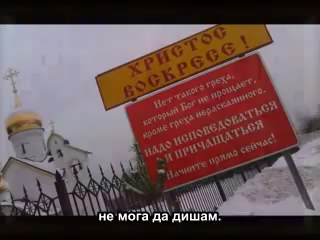 ХРИСТОС
ВОСКРЕСЕ!
Нет такого греха,
который Бог не прощает,
кроме греха нераскаянного.
НАДО ИСПОВЕДОВАТЬСЯ
И ПРИЧАЩАТЬСЯ
Начните прямо сейчас!
не мога да дишам.